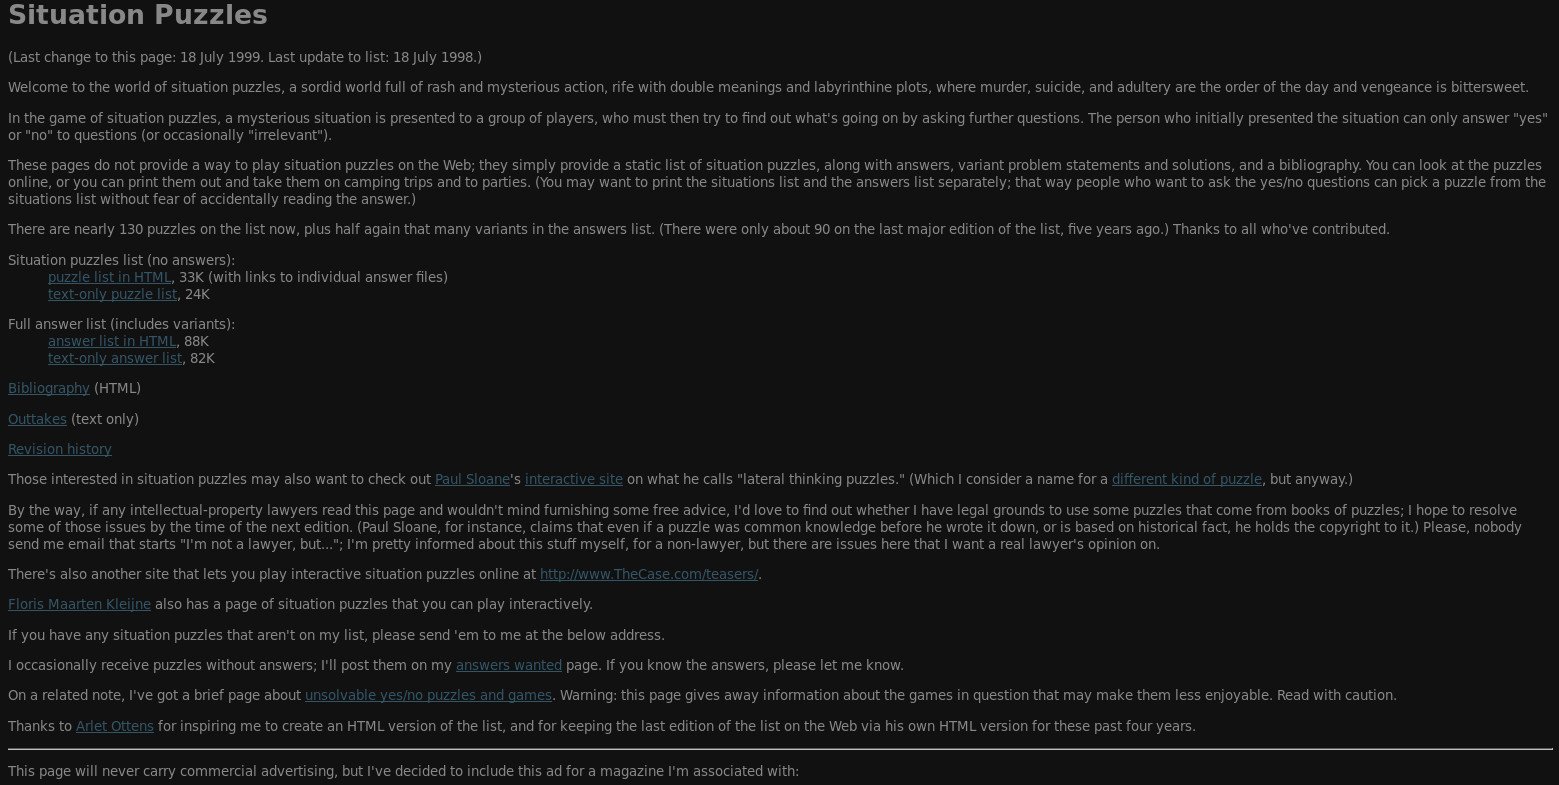 Situation Puzzles
(Last change to this page: 18 July 1999. Last update to list: 18 July 1998.)
Welcome to the world of situation puzzles, a sordid world full of rash and mysterious action, rife with double meanings and labyrinthine plots, where murder, suicide, and adultery are the order of the day and vengeance is bittersweet.
In the game of situation puzzles, a mysterious situation is presented to a group of players, who must then try to find out what's going on by asking further questions. The person who initially presented the situation can only answer "yes"
or "no" to questions (or occasionally "irrelevant").
These pages do not provide a way to play situation puzzles on the Web; they simply provide a static list of situation puzzles, along with answers, variant problem statements and solutions, and a bibliography. You can look at the puzzles
online, or you can print them out and take them on camping trips and to parties. (You may want to print the situations list and the answers list separately; that way people who want to ask the yes/no questions can pick a puzzle from the
situations list without fear of accidentally reading the answer.)
There are nearly 130 puzzles on the list now, plus half again that many variants in the answers list. (There were only about 90 on the last major edition of the list, five years ago.) Thanks to all who've contributed.
Situation puzzles list (no answers):
puzzle list in HTML, 33K (with links to individual answer files)
text-only puzzle list, 24K
Full answer list (includes variants):
answer list in HTML, 88K
text-only answer list, 82K
Bibliography (HTML)
Outtakes (text only)
Revision history
Those interested in situation puzzles may also want to check out Paul Sloane's interactive site on what he calls "lateral thinking puzzles." (Which I consider a name for a different kind of puzzle, but anyway.)
By the way, if any intellectual-property lawyers read this page and wouldn't mind furnishing some free advice, I'd love to find out whether I have legal grounds to use some puzzles that come from books of puzzles; I hope to resolve
some of those issues by the time of the next edition. (Paul Sloane, for instance, claims that even if a puzzle was common knowledge before he wrote it down, or is based on historical fact, he holds the copyright to it.) Please, nobody
send me email that starts "I'm not a lawyer, but..."; I'm pretty informed about this stuff myself, for a non-lawyer, but there are issues here that I want a real lawyer's opinion on.
There's also another site that lets you play interactive situation puzzles online at http://www.TheCase.com/teasers/.
Floris Maarten Kleijne also has a page of situation puzzles that you can play interactively.
If you have any situation puzzles that aren't on my list, please send 'em to me at the below address.
I occasionally receive puzzles without answers; I'll post them on my answers wanted page. If you know the answers, please let me know.
On a related note, I've got a brief page about unsolvable yes/no puzzles and games. Warning: this page gives away information about the games in question that may make them less enjoyable. Read with caution.
Thanks to Arlet Ottens for inspiring me to create an HTML version of the list, and for keeping the last edition of the list on the Web via his own HTML version for these past four years.
This page will never carry commercial advertising, but I've decided to include this ad for a magazine I'm associated with: